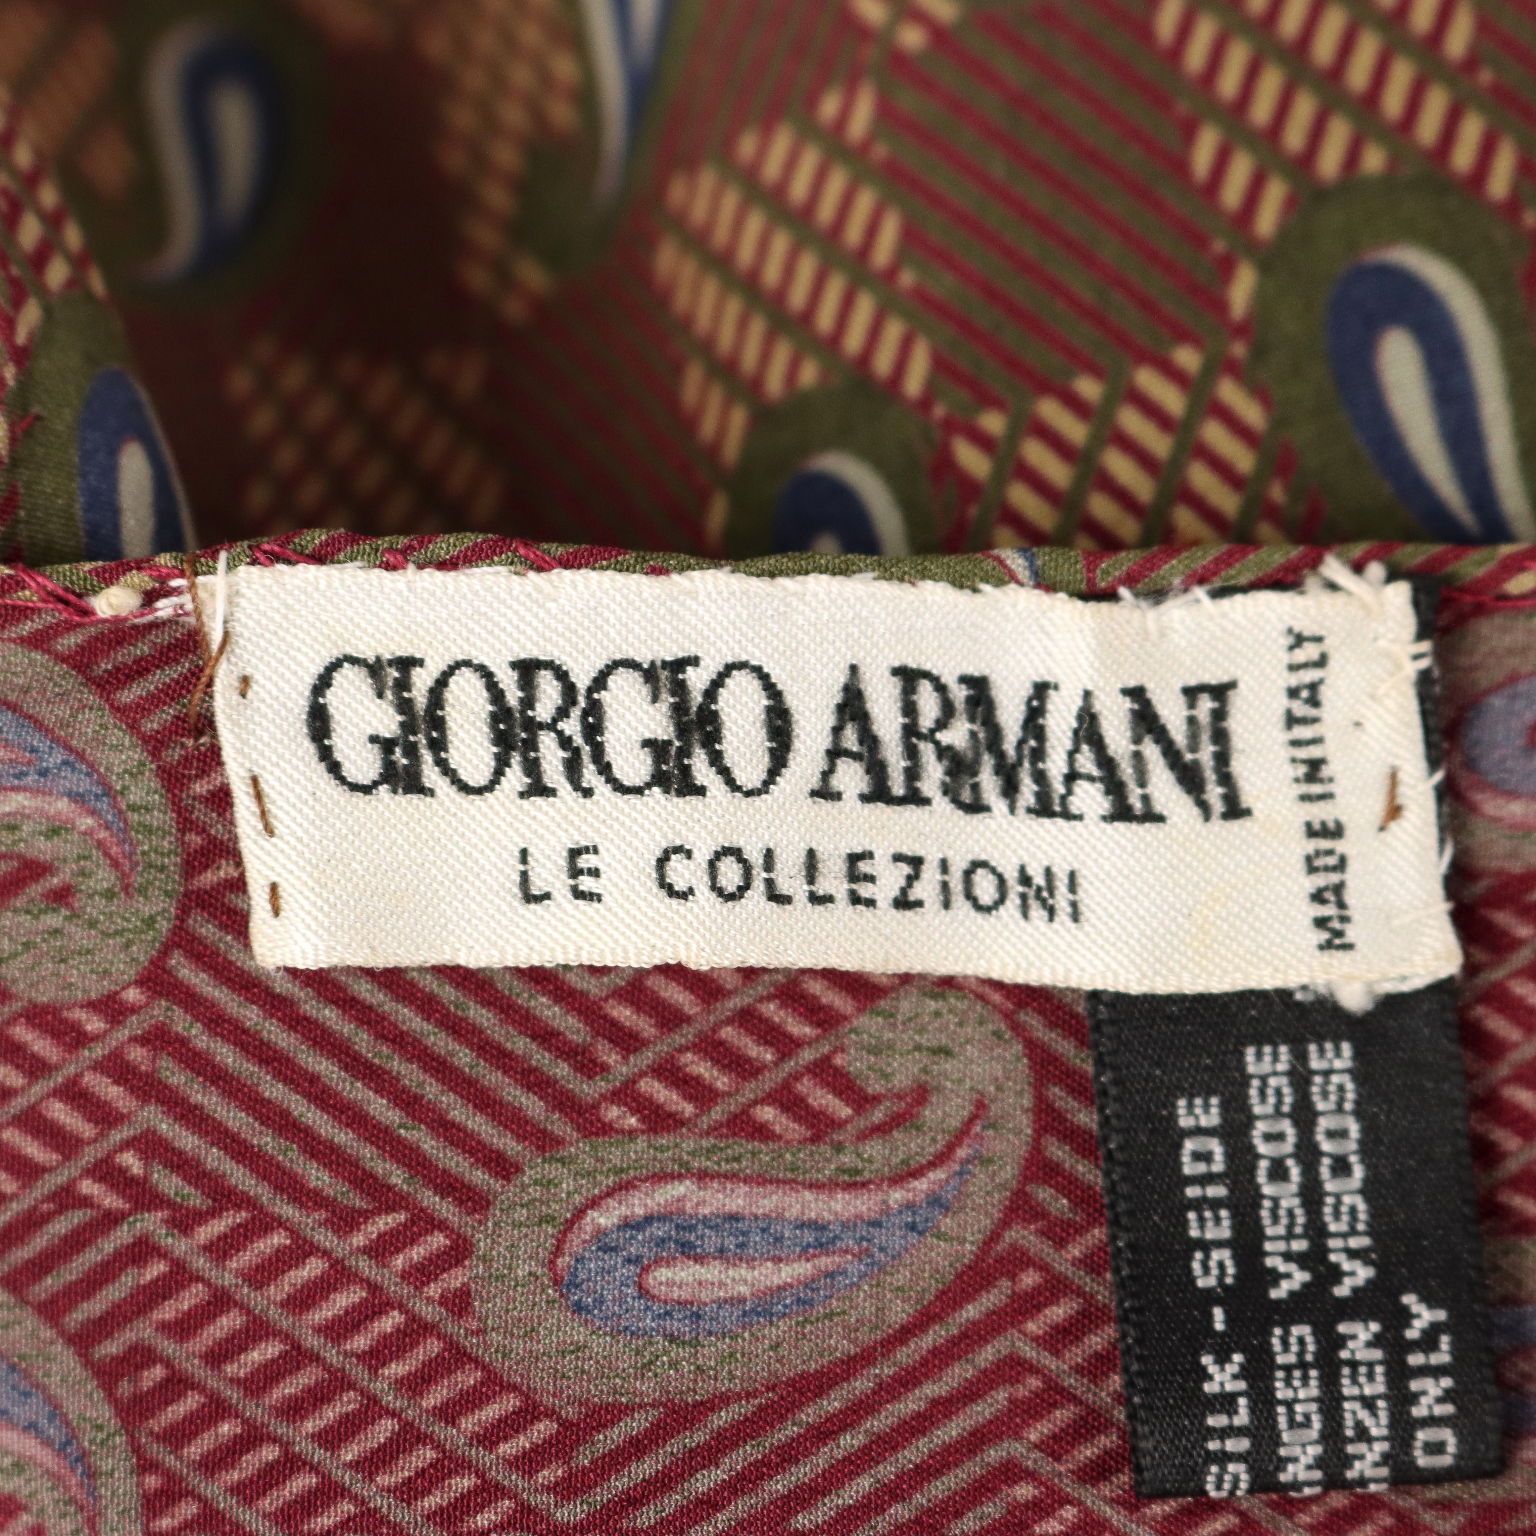 GIORGIO ARMANI
LE COLLEZIONI
MADE IN ITALY
SILK - SEIDE
VISCOSE
VISCOSE
ONLY